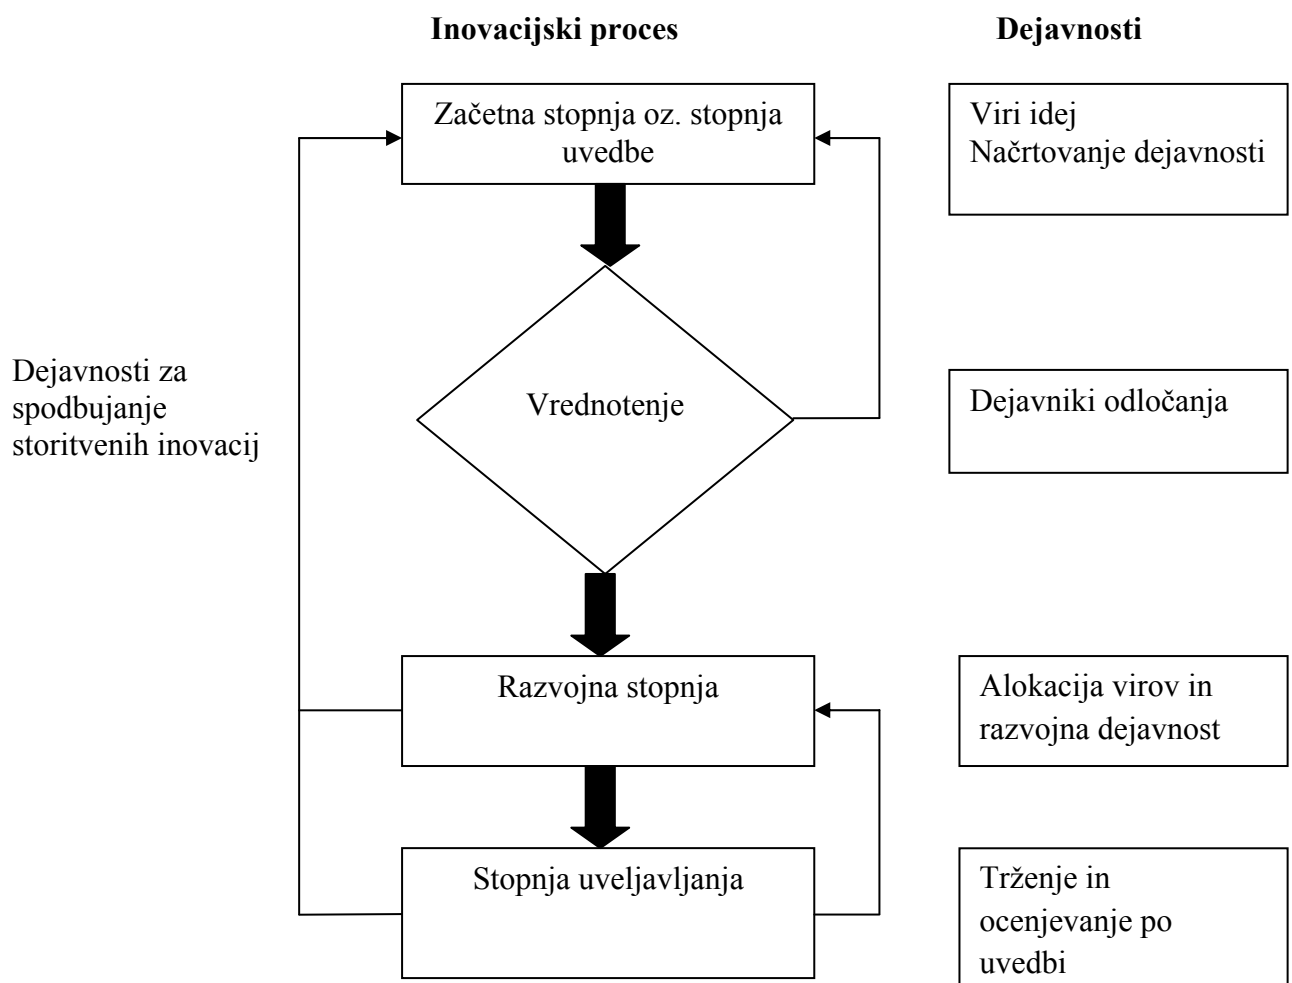 Inovacijski proces
Dejavnosti
Začetna stopnja oz. stopnja
uvedbe
Viri idej
Načrtovanje dejavnosti
Dejavnosti za
spodbujanje
storitvenih inovacij
Vrednotenje
Dejavniki odločanja
Razvojna stopnja
Alokacija virov in
razvojna dejavnost
Stopnja uveljavljanja
Trženje in
ocenjevanje po
uvedbi